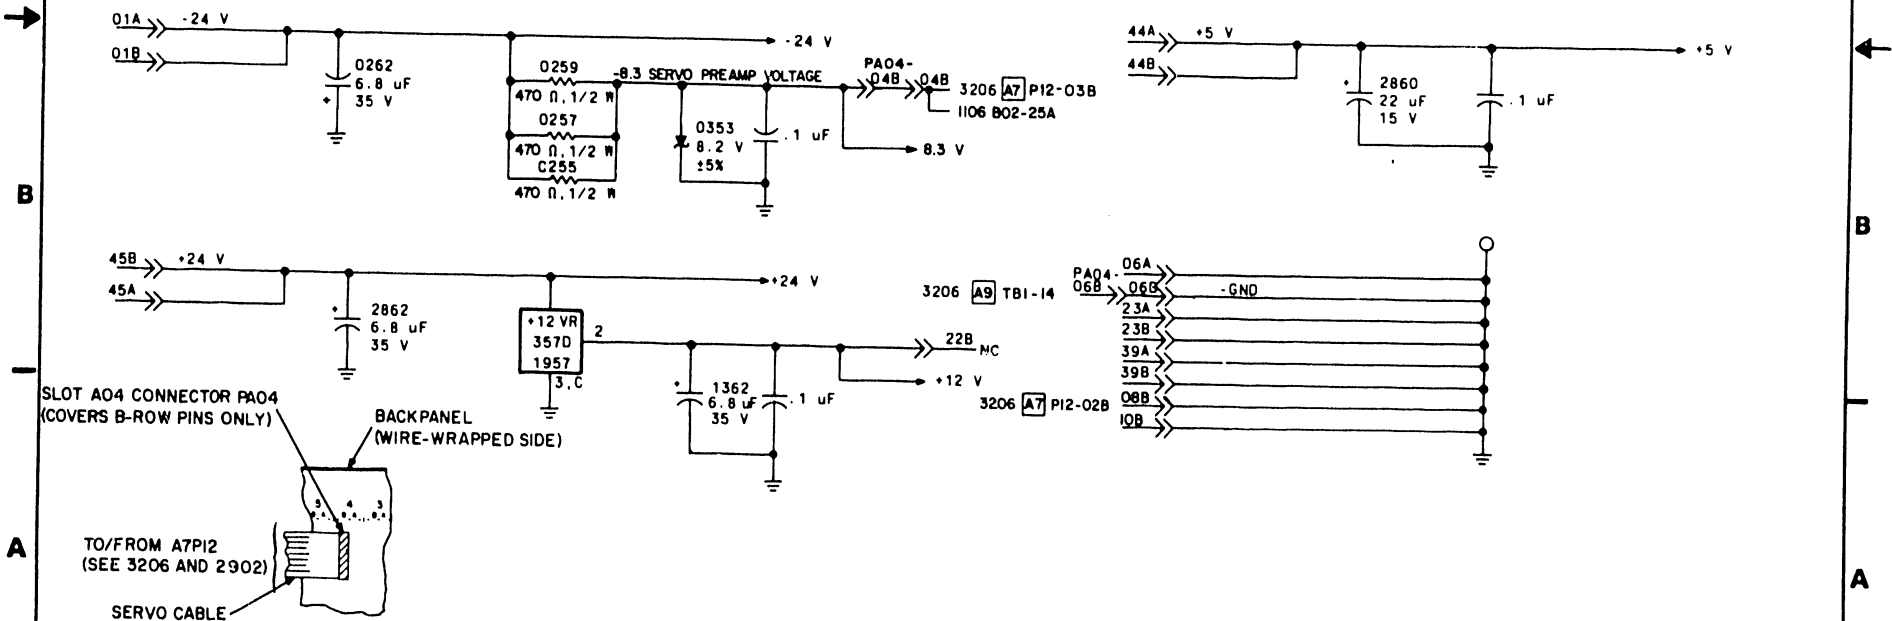 01A -24 V
01B
-24 V
O262
6.8 uF
35 V
+
O259
470 Ω, 1/2 W
O257
470 Ω, 1/2 W
C255
470 Ω, 1/2 W
-8.3 SERVO PREAMP VOLTAGE
O353
8.2 V
±5%
.1 uF
PA04-
04B 04B
3206 A7 P12-03B
1106 B02-25A
8.3 V
44A +5 V
44B
+5 V
+ 2860
22 uF
15 V
.1 uF
B
B
45B +24 V
45A
+24 V
+ 2862
6.8 uF
35 V
+12 VR
357D
1957
2
3,C
22B NC
+12 V
+ 1362
6.8 uF
35 V
.1 uF
PA04- 06A
3206 A9 TB1-14 06B 06B -GND
23A
23B
39A
39B
3206 A7 P12-02B 08B
10B
SLOT A04 CONNECTOR PA04
(COVERS B-ROW PINS ONLY)
BACKPANEL
(WIRE-WRAPPED SIDE)
5 4 3
B A B A B A
TO/FROM A7P12
(SEE 3206 AND 2902)
SERVO CABLE
A
A